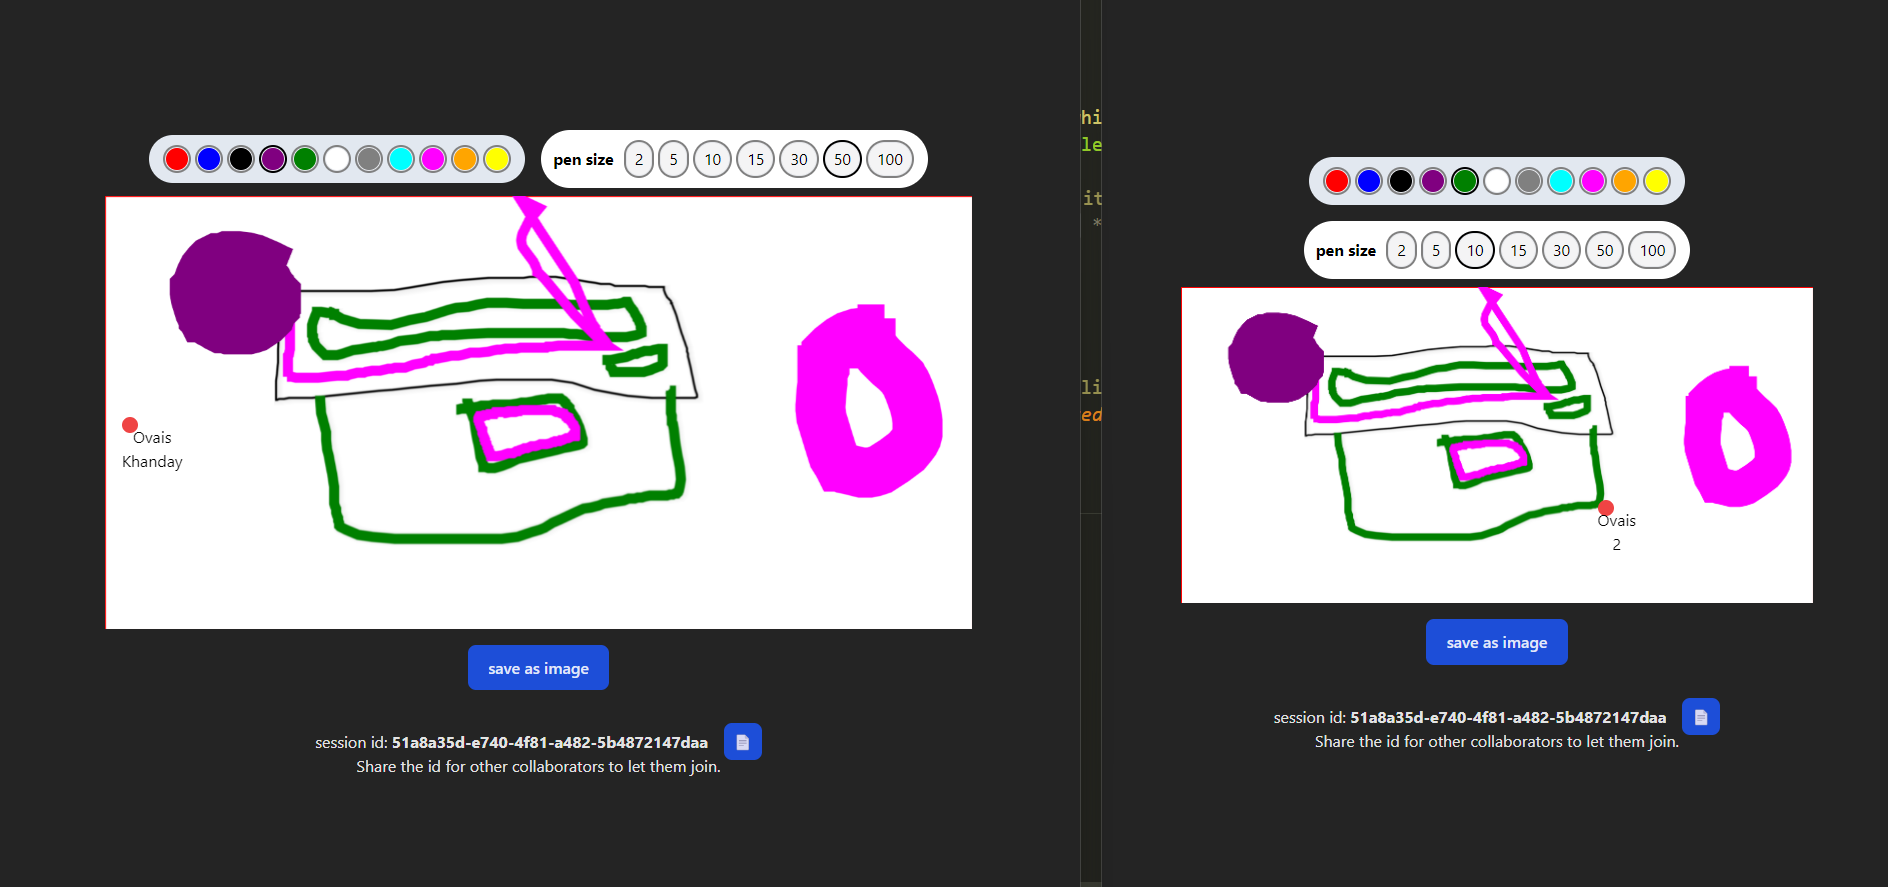 pen size 2 5 10 15 30 50 100
Ovais
Khanday
save as image
session id: 51a8a35d-e740-4f81-a482-5b4872147daa
Share the id for other collaborators to let them join.
hi
le
it
*
li
ed
pen size 2 5 10 15 30 50 100
Ovais
2
save as image
session id: 51a8a35d-e740-4f81-a482-5b4872147daa
Share the id for other collaborators to let them join.